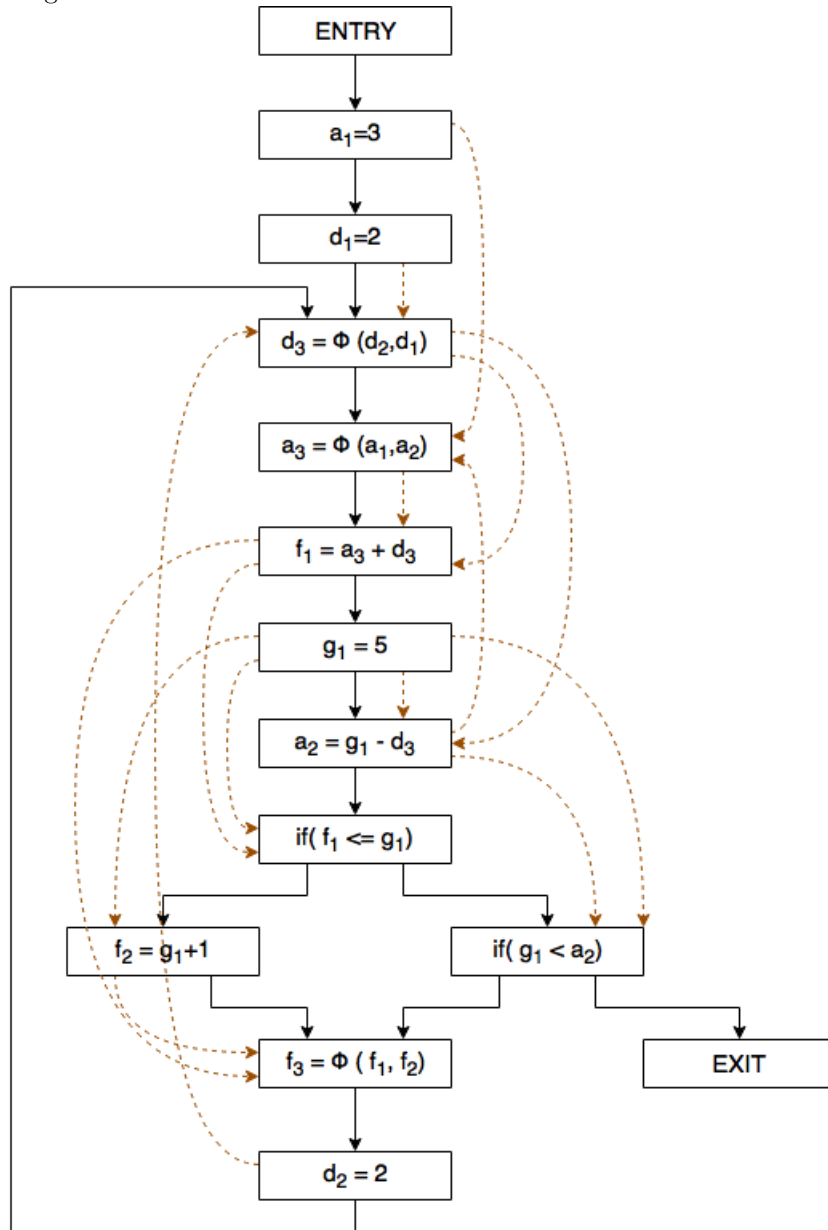 ENTRY
a₁=3
d₁=2
d₃ = Φ (d₂,d₁)
a₃ = Φ (a₁,a₂)
f₁ = a₃ + d₃
g₁ = 5
a₂ = g₁ - d₃
if( f₁ <= g₁)
f₂ = g₁+1
if( g₁ < a₂)
f₃ = Φ ( f₁, f₂)
EXIT
d₂ = 2